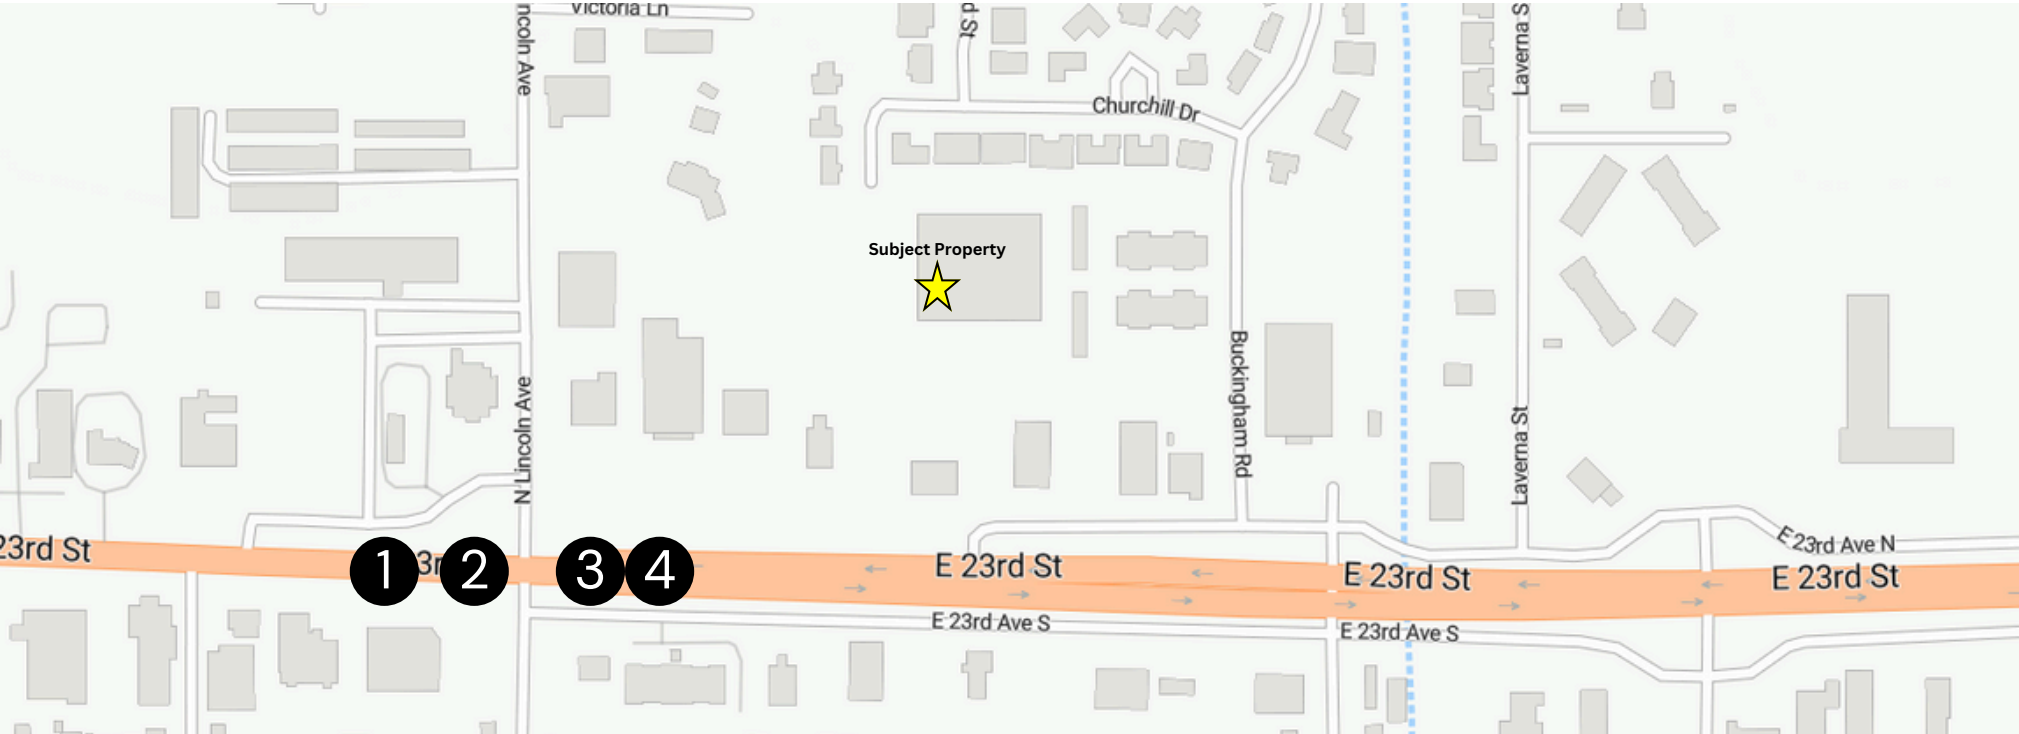 Victoria Ln
ncoln Ave
d St
Laverna S
Churchill Dr
Subject Property
Buckingham Rd
N Lincoln Ave
Laverna St
23rd St
1
3r
2
3
4
E 23rd St
E 23rd St
E 23rd St
E 23rd Ave N
E 23rd Ave S
E 23rd Ave S